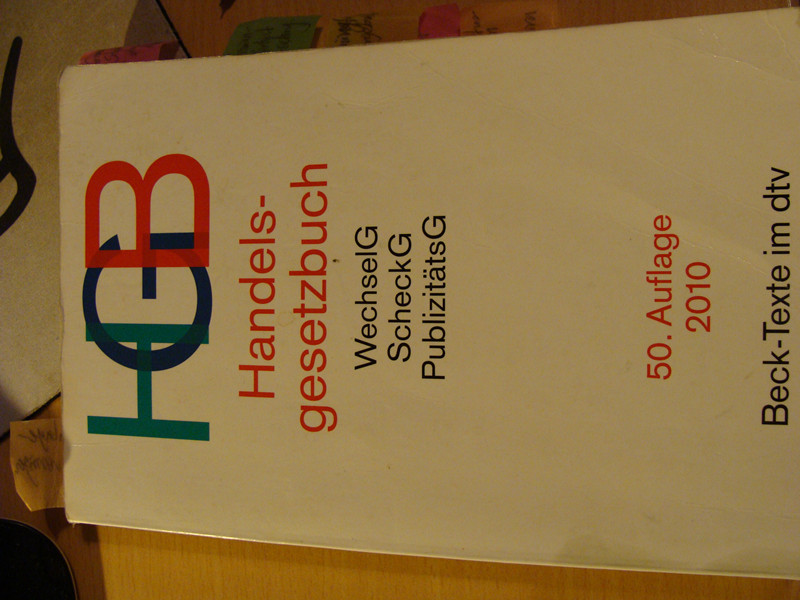 HGB
Handels-
gesetzbuch
WechselG
ScheckG
PublizitätsG
50. Auflage
2010
Beck-Texte im dtv